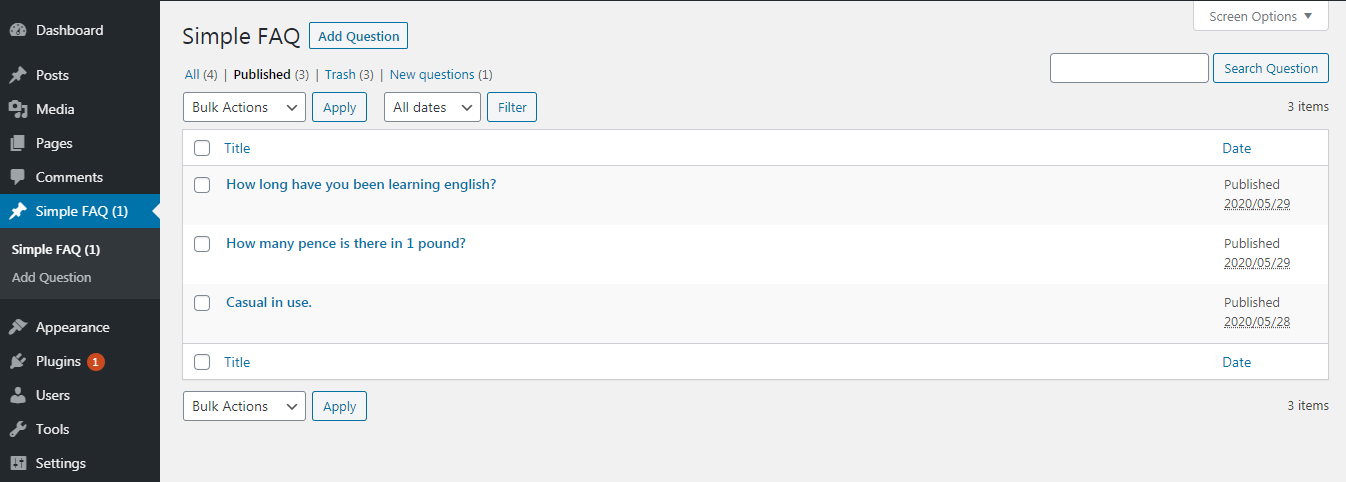 Dashboard
Posts
Media
Pages
Comments
Simple FAQ (1)
Simple FAQ (1)
Add Question
Appearance
Plugins 1
Users
Tools
Settings
Screen Options
Simple FAQ Add Question
All (4) | Published (3) | Trash (3) | New questions (1)
Search Question
Bulk Actions Apply All dates Filter 3 items
Title Date
How long have you been learning english? Published
2020/05/29
How many pence is there in 1 pound? Published
2020/05/29
Casual in use. Published
2020/05/28
Title Date
Bulk Actions Apply 3 items